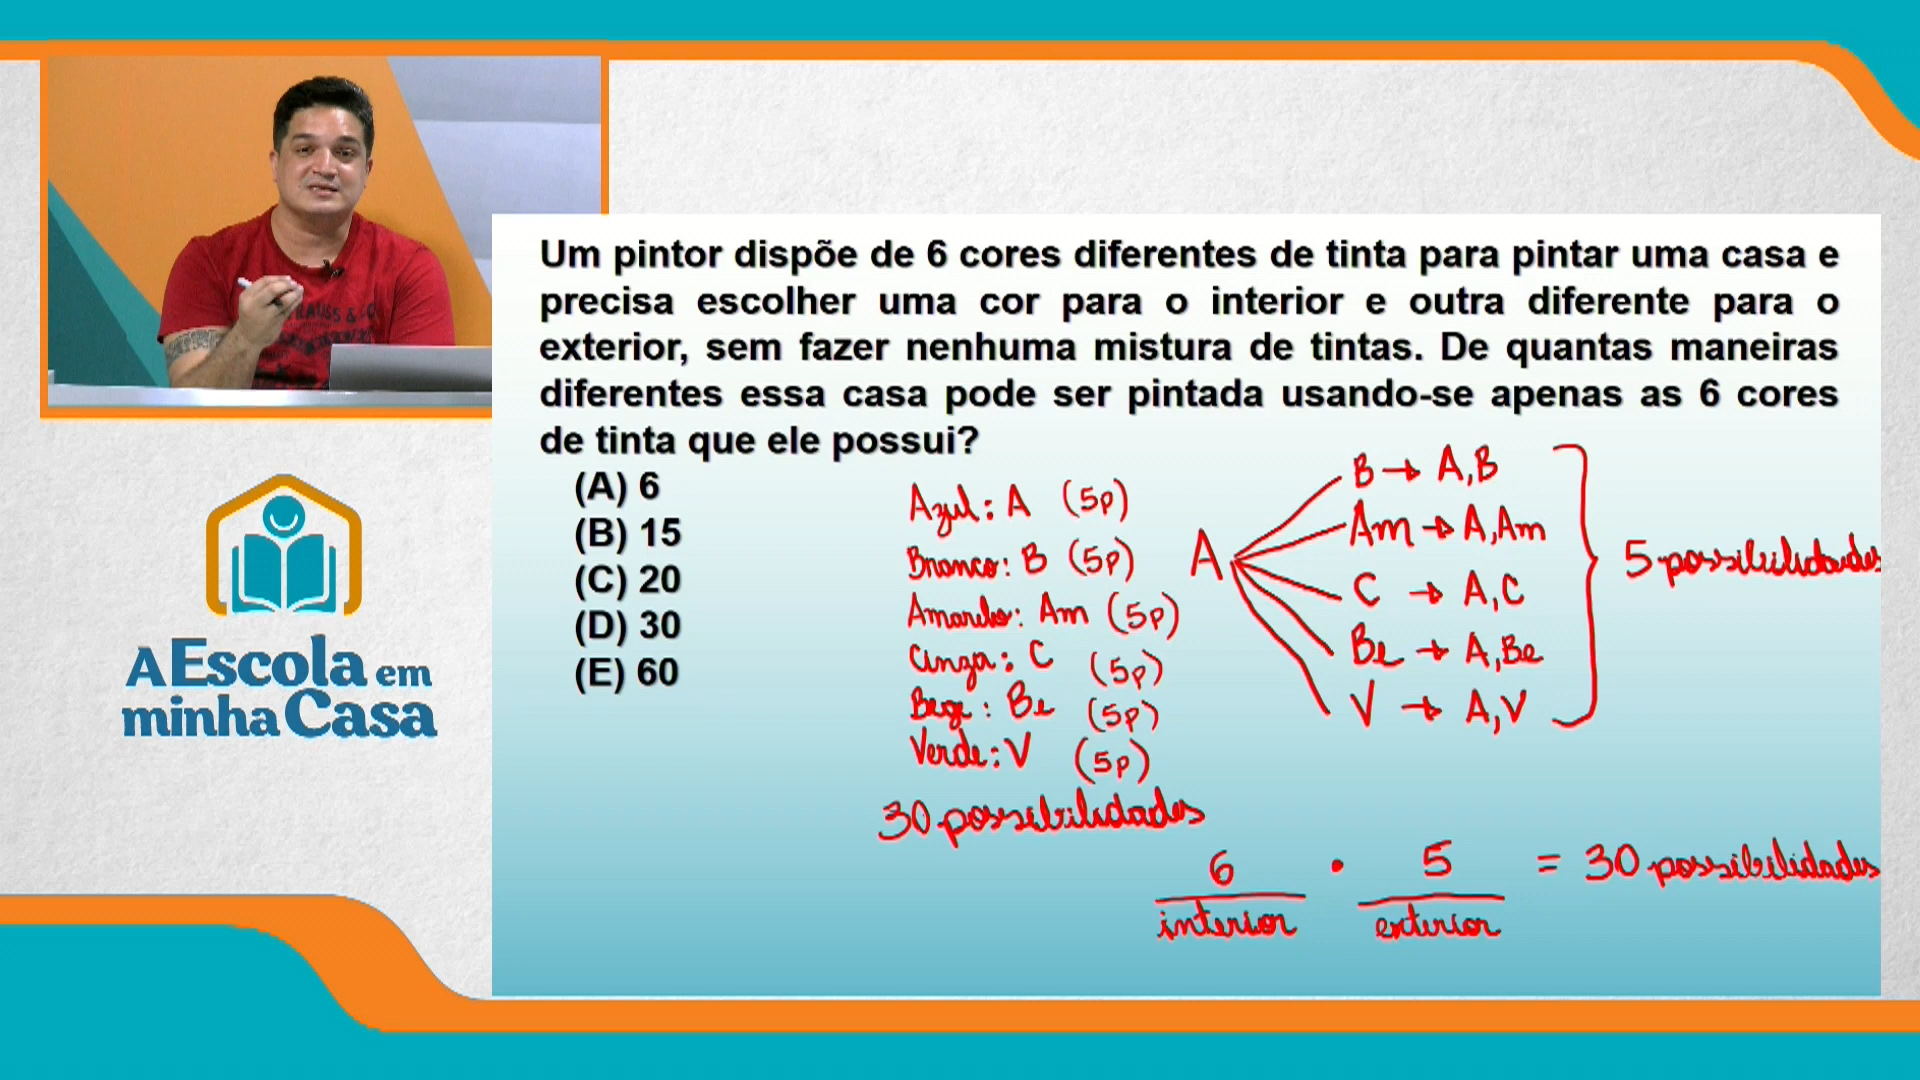 Um pintor dispõe de 6 cores diferentes de tinta para pintar uma casa e
precisa escolher uma cor para o interior e outra diferente para o
exterior, sem fazer nenhuma mistura de tintas. De quantas maneiras
diferentes essa casa pode ser pintada usando-se apenas as 6 cores
de tinta que ele possui?
(A) 6
(B) 15
(C) 20
(D) 30
(E) 60
Azul: A (5p)
Branco: B (5p)
Amarelo: Am (5p)
Cinza: C (5p)
Bege: Be (5p)
Verde: V (5p)
30 possibilidades
A
B → A,B
Am → A,Am
C → A,C
Be → A,Be
V → A,V
5 possibilidades
6 · 5 = 30 possibilidades
interior exterior
A Escola em
minha Casa